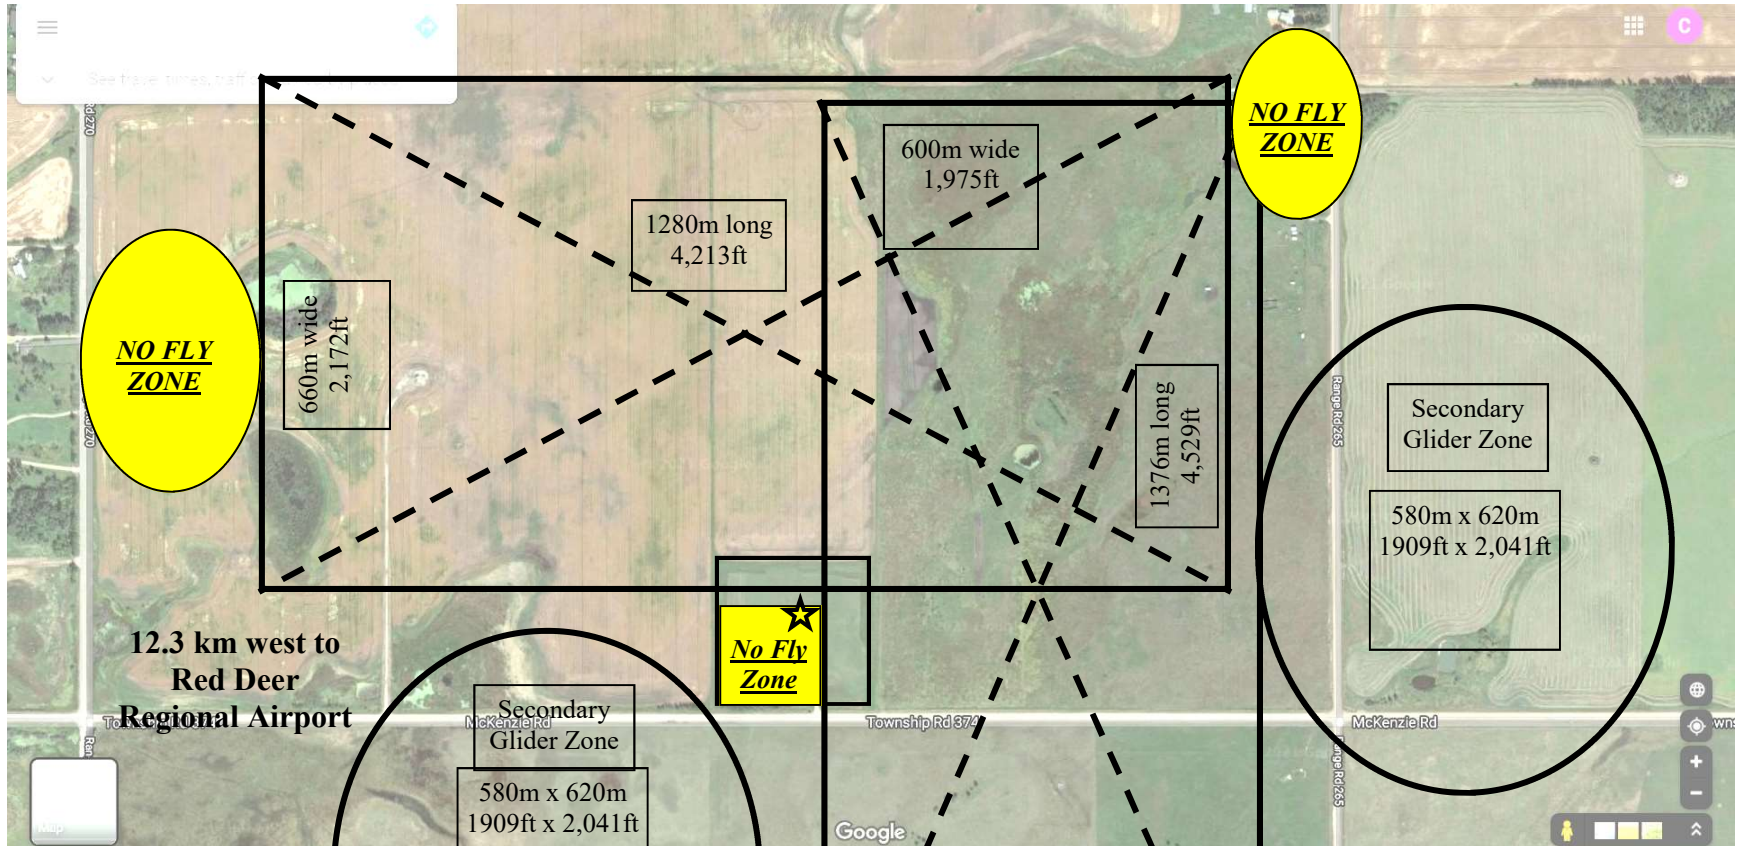 C
NO FLY
ZONE
600m wide
1,975ft
1280m long
4,213ft
660m wide
2,172ft
NO FLY
ZONE
1376m long
4,529ft
Range Rd 265
Secondary
Glider Zone
580m x 620m
1909ft x 2,041ft
12.3 km west to
Red Deer
Regional Airport
No Fly
Zone
Secondary
Glider Zone
580m x 620m
1909ft x 2,041ft
McKenzie Rd
Township Rd 374
McKenzie Rd
Google
Map